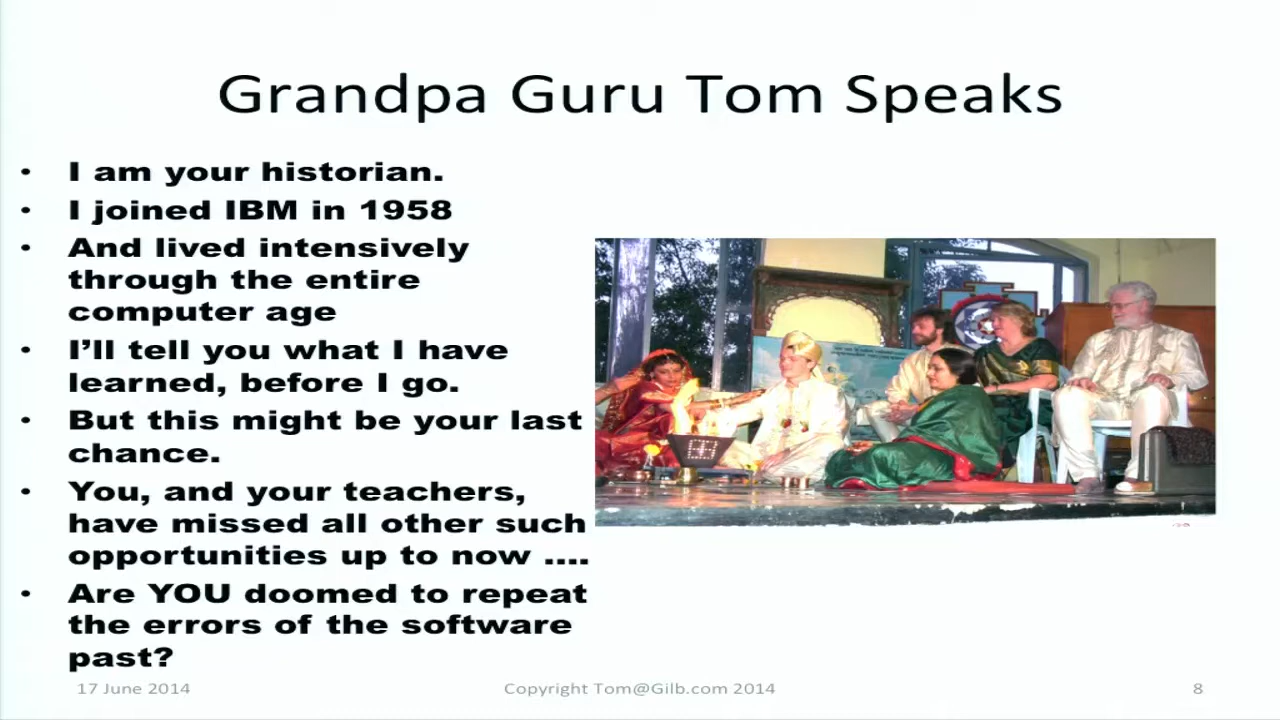 Grandpa Guru Tom Speaks
• I am your historian.
• I joined IBM in 1958
• And lived intensively
through the entire
computer age
• I’ll tell you what I have
learned, before I go.
• But this might be your last
chance.
• You, and your teachers,
have missed all other such
opportunities up to now ....
• Are YOU doomed to repeat
the errors of the software
past?
17 June 2014
Copyright Tom@Gilb.com 2014
8